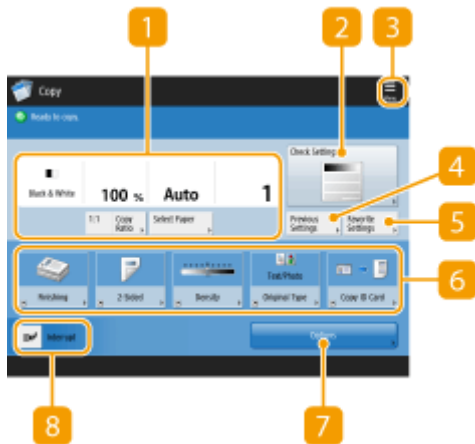 1
2
3
Copy
Ready to copy.
Check Settings
Black & White
100 %
Auto
1
1:1 Copy Ratio
Select Paper
Previous Settings
Favorite Settings
4
5
Finishing
2-Sided
Density
Text/Photo
Original Type
Copy ID Card
6
Interrupt
Options
8
7